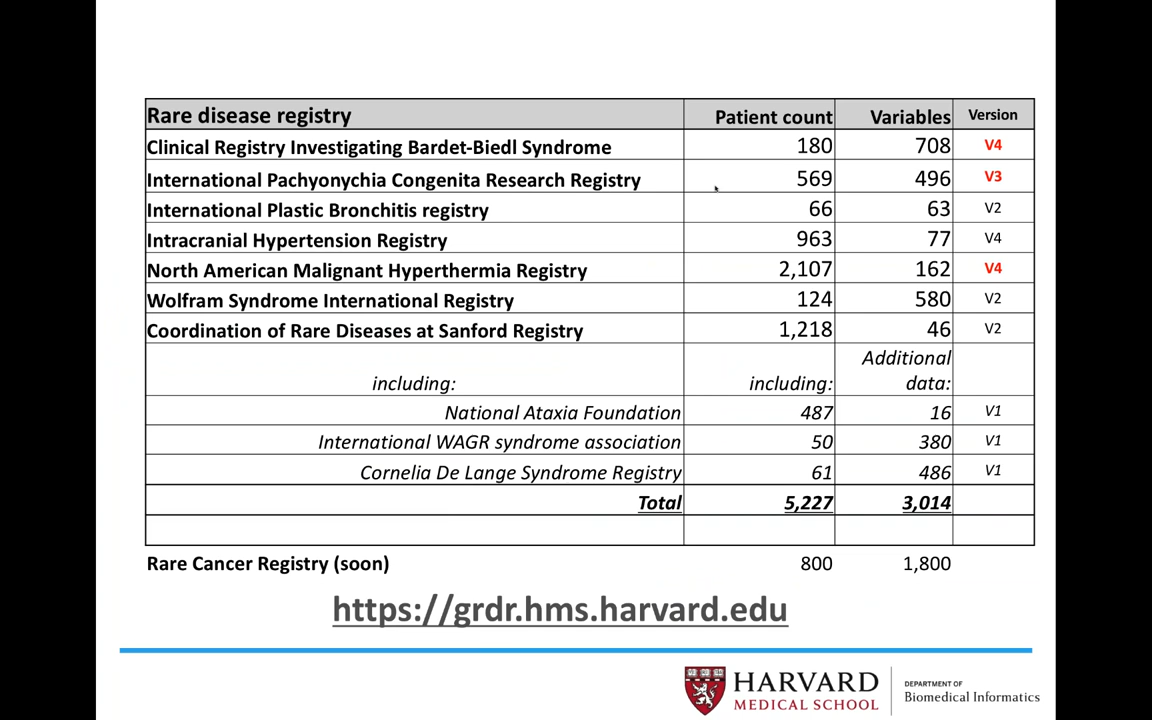 Rare disease registry Patient count Variables Version
Clinical Registry Investigating Bardet-Biedl Syndrome 180 708 V4
International Pachyonychia Congenita Research Registry 569 496 V3
International Plastic Bronchitis registry 66 63 V2
Intracranial Hypertension Registry 963 77 V4
North American Malignant Hyperthermia Registry 2,107 162 V4
Wolfram Syndrome International Registry 124 580 V2
Coordination of Rare Diseases at Sanford Registry 1,218 46 V2
Additional
including: including: data:
National Ataxia Foundation 487 16 V1
International WAGR syndrome association 50 380 V1
Cornelia De Lange Syndrome Registry 61 486 V1
Total 5,227 3,014
Rare Cancer Registry (soon) 800 1,800
https://grdr.hms.harvard.edu
HARVARD
MEDICAL SCHOOL
DEPARTMENT OF
Biomedical Informatics